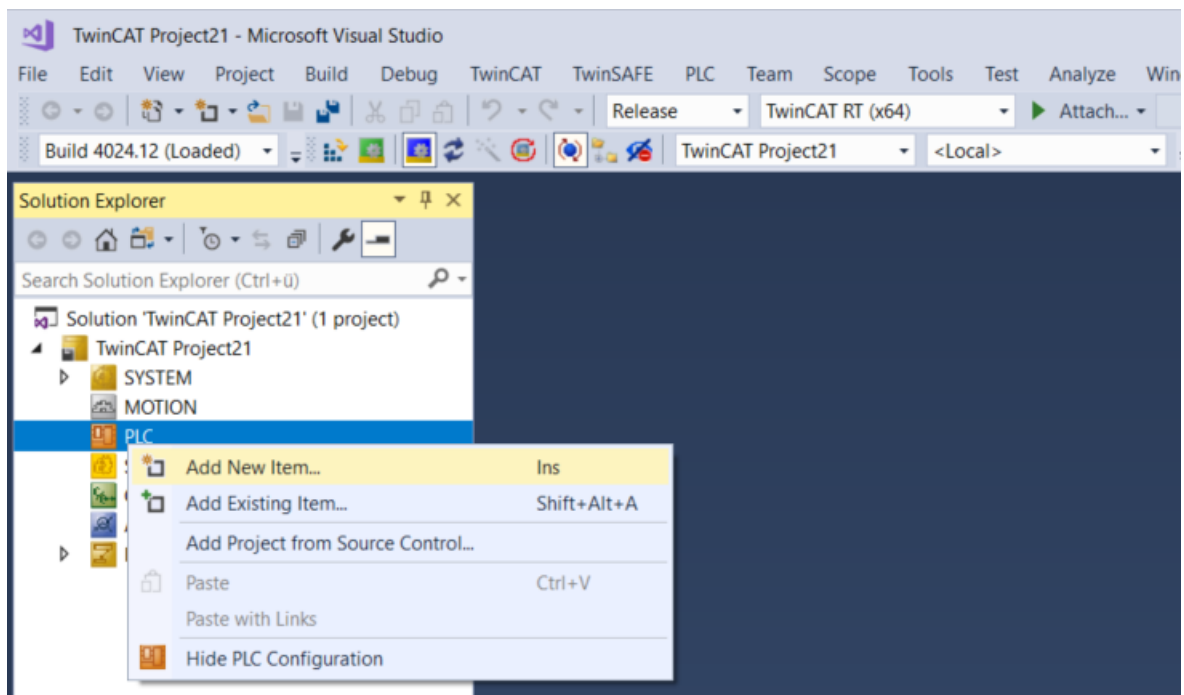 TwinCAT Project21 - Microsoft Visual Studio
File Edit View Project Build Debug TwinCAT TwinSAFE PLC Team Scope Tools Test Analyze
Release TwinCAT RT (x64) Attach...
Build 4024.12 (Loaded) TwinCAT Project21 <Local>
Solution Explorer
Search Solution Explorer (Ctrl+ü)
Solution 'TwinCAT Project21' (1 project)
TwinCAT Project21
SYSTEM
MOTION
PLC
Add New Item... Ins
Add Existing Item... Shift+Alt+A
Add Project from Source Control...
Paste Ctrl+V
Paste with Links
Hide PLC Configuration